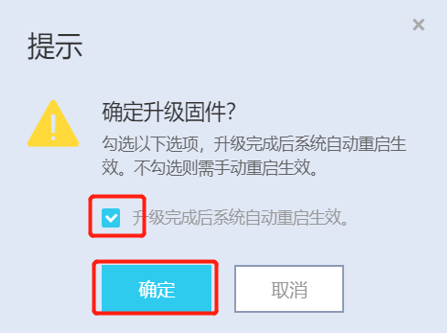 提示
确定升级固件？
勾选以下选项，升级完成后系统自动重启生
效。不勾选则需手动重启生效。
升级完成后系统自动重启生效。
确定
取消